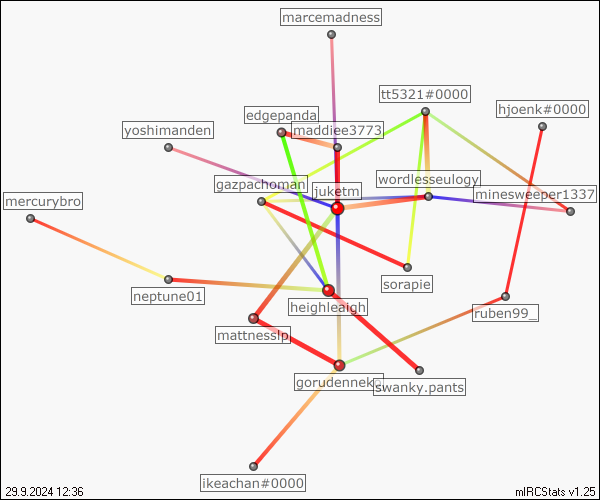 marcemadness
tt5321#0000
hjoenk#0000
edgepanda
yoshimanden
maddiee3773
wordlesseulogy
gazpachoman
juketm
minesweeper1337
mercurybro
sorapie
neptune01
heighleaigh
ruben99_
mattnesslp
gorudenneko
swanky.pants
ikeachan#0000
29.9.2024 12:36
mIRCStats v1.25